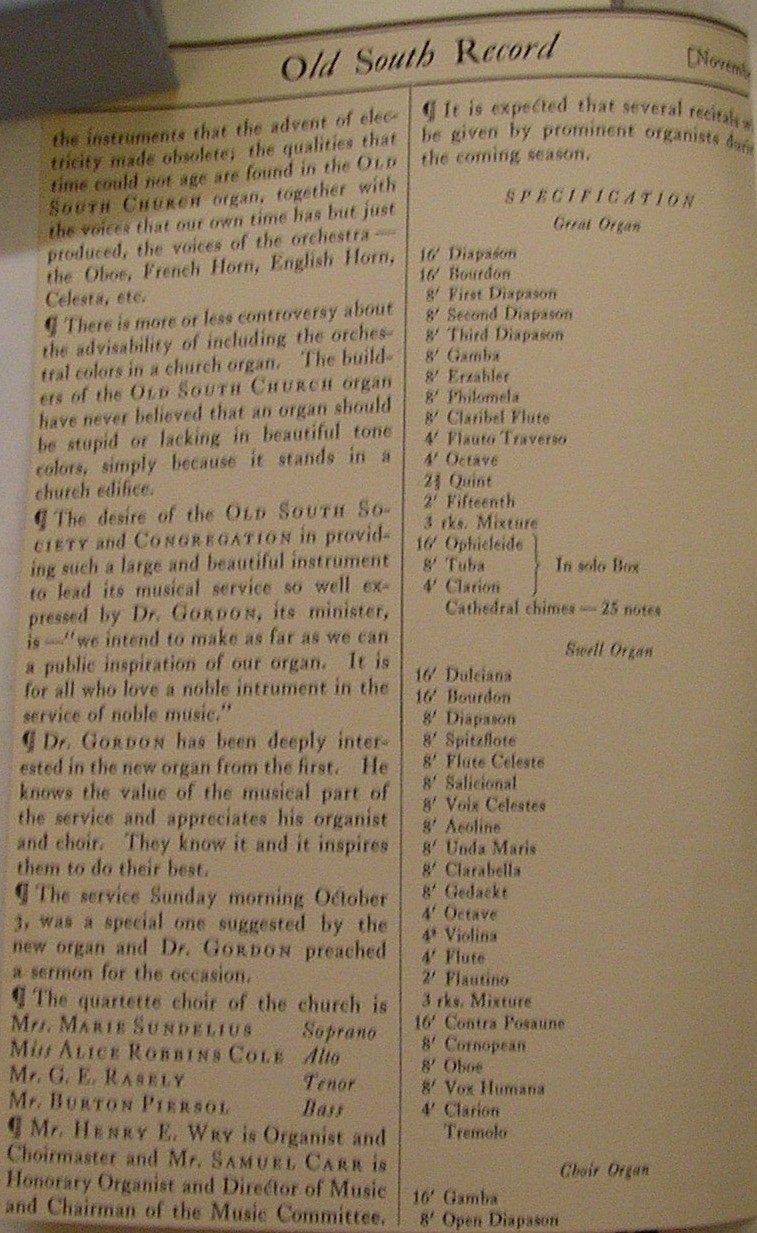 Old South Record
[Novemb
the instruments that the advent of elec-
tricity made obsolete; the qualities that
time could not age are found in the OLD
SOUTH CHURCH organ, together with
the voices that our own time has but just
produced, the voices of the orchestra —
the Oboe, French Horn, English Horn,
Celesta, etc.
¶ There is more or less controversy about
the advisability of including the orches-
tral colors in a church organ. The build-
ers of the OLD SOUTH CHURCH organ
have never believed that an organ should
be stupid or lacking in beautiful tone
colors, simply because it stands in a
church edifice.
¶ The desire of the OLD SOUTH SO-
CIETY and CONGREGATION in provid-
ing such a large and beautiful instrument
to lead its musical service so well ex-
pressed by Dr. GORDON, its minister,
is —"we intend to make as far as we can
a public inspiration of our organ. It is
for all who love a noble intrument in the
service of noble music."
¶ Dr. GORDON has been deeply inter-
ested in the new organ from the first. He
knows the value of the musical part of
the service and appreciates his organist
and choir. They know it and it inspires
them to do their best.
¶ The service Sunday morning October
3, was a special one suggested by the
new organ and Dr. GORDON preached
a sermon for the occasion.
¶ The quartette choir of the church is
Mrs. MARIE SUNDELIUS Soprano
Miss ALICE ROBBINS COLE Alto
Mr. G. E. RASELY Tenor
Mr. BURTON PIERSOL Bass
¶ Mr. HENRY E. WRY is Organist and
Choirmaster and Mr. SAMUEL CARR is
Honorary Organist and Director of Music
and Chairman of the Music Committee.
¶ It is expected that several recitals w
be given by prominent organists durin
the coming season.
SPECIFICATION
Great Organ
16' Diapason
16' Bourdon
8' First Diapason
8' Second Diapason
8' Third Diapason
8' Gamba
8' Erzahler
8' Philomela
8' Claribel Flute
4' Flauto Traverso
4' Octave
2⅔ Quint
2' Fifteenth
3 rks. Mixture
16' Ophicleide
8' Tuba } In solo Box
4' Clarion
Cathedral chimes — 25 notes
Swell Organ
16' Dulciana
16' Bourdon
8' Diapason
8' Spitzflote
8' Flute Celeste
8' Salicional
8' Voix Celestes
8' Aeoline
8' Unda Maris
8' Clarabella
8' Gedackt
4' Octave
4' Violina
4' Flute
2' Flautino
3 rks. Mixture
16' Contra Posaune
8' Cornopean
8' Oboe
8' Vox Humana
4' Clarion
Tremolo
Choir Organ
16' Gamba
8' Open Diapason